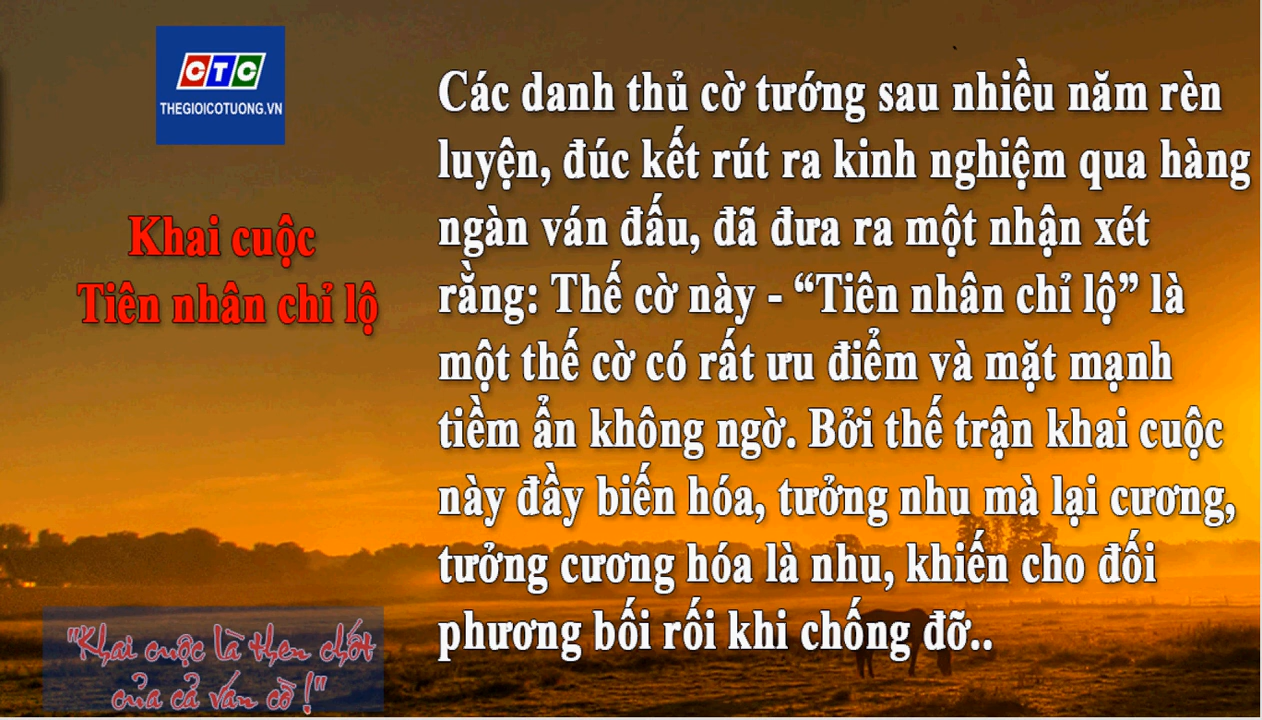 CTC
THEGIOICOTUONG.VN
Khai cuộc
Tiên nhân chỉ lộ
Các danh thủ cờ tướng sau nhiều năm rèn
luyện, đúc kết rút ra kinh nghiệm qua hàng
ngàn ván đấu, đã đưa ra một nhận xét
rằng: Thế cờ này - “Tiên nhân chỉ lộ” là
một thế cờ có rất ưu điểm và mặt mạnh
tiềm ẩn không ngờ. Bởi thế trận khai cuộc
này đầy biến hóa, tưởng nhu mà lại cương,
tưởng cương hóa là nhu, khiến cho đối
phương bối rối khi chống đỡ..
"Khai cuộc là then chốt
của cả ván cờ !"